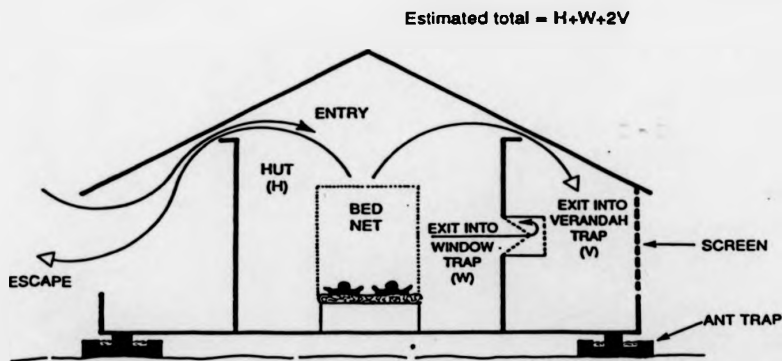 Estimated total = H+W+2V
ENTRY
HUT
(H)
BED
NET
EXIT INTO
WINDOW
TRAP
(W)
EXIT INTO
VERANDAH
TRAP
(V)
SCREEN
ESCAPE
ANT TRAP